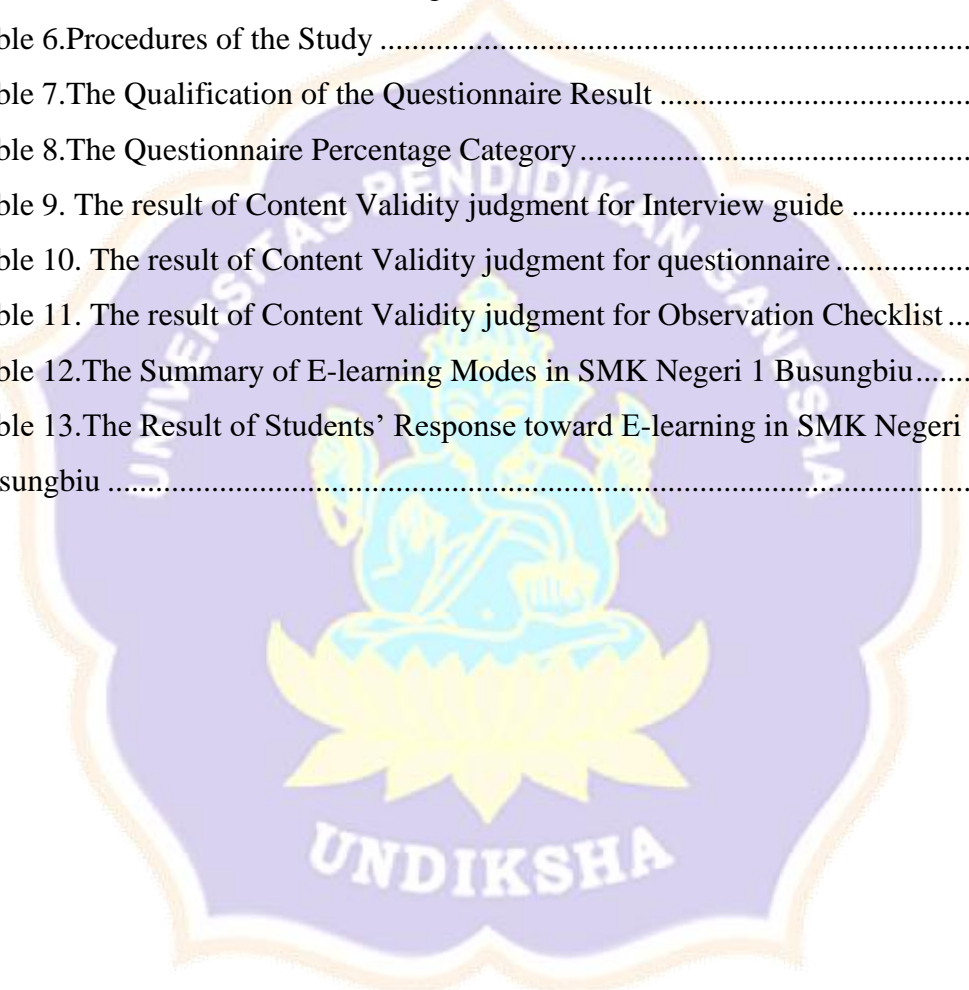 ble 6.Procedures of the Study ....................................................................
ble 7.The Qualification of the Questionnaire Result ....................................
ble 8.The Questionnaire Percentage Category..............................................
ble 9. The result of Content Validity judgment for Interview guide ..............
ble 10. The result of Content Validity judgment for questionnaire ................
ble 11. The result of Content Validity judgment for Observation Checklist ...
ble 12.The Summary of E-learning Modes in SMK Negeri 1 Busungbiu.......
ble 13.The Result of Students’ Response toward E-learning in SMK Negeri
sungbiu ......................................................................................................
UNIVERSITAS PENDIDIKAN GANESHA
UNDIKSHA